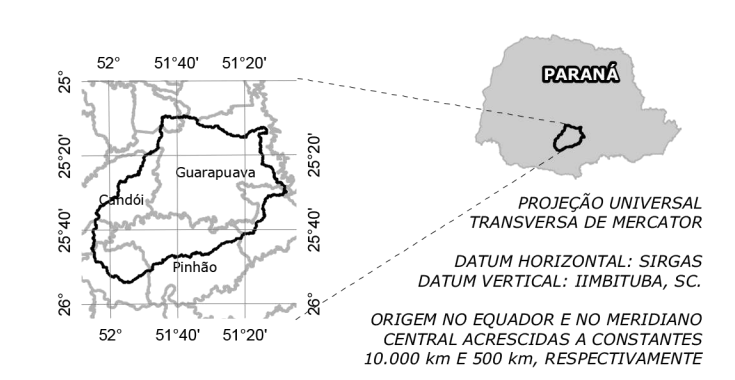 52° 51°40' 51°20'
25°
25°20'
25°40'
26°
Guarapuava
Candói
Pinhão
25°20'
25°40'
26°
52° 51°40' 51°20'
PARANÁ
PROJEÇÃO UNIVERSAL
TRANSVERSA DE MERCATOR
DATUM HORIZONTAL: SIRGAS
DATUM VERTICAL: IIMBITUBA, SC.
ORIGEM NO EQUADOR E NO MERIDIANO
CENTRAL ACRESCIDAS A CONSTANTES
10.000 km E 500 km, RESPECTIVAMENTE